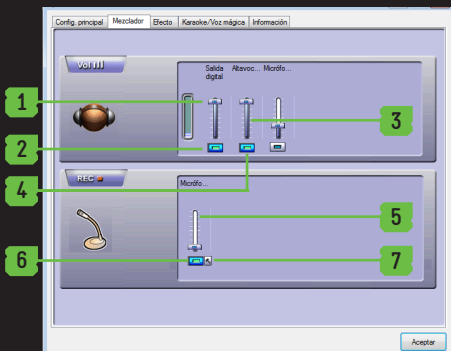 Config. principal Mezclador Efecto Karaoke/Voz mágica Información
Vol
Salida digital Altavoc... Micrófo...
1
2
3
4
REC
Micrófo...
5
6
7
Aceptar